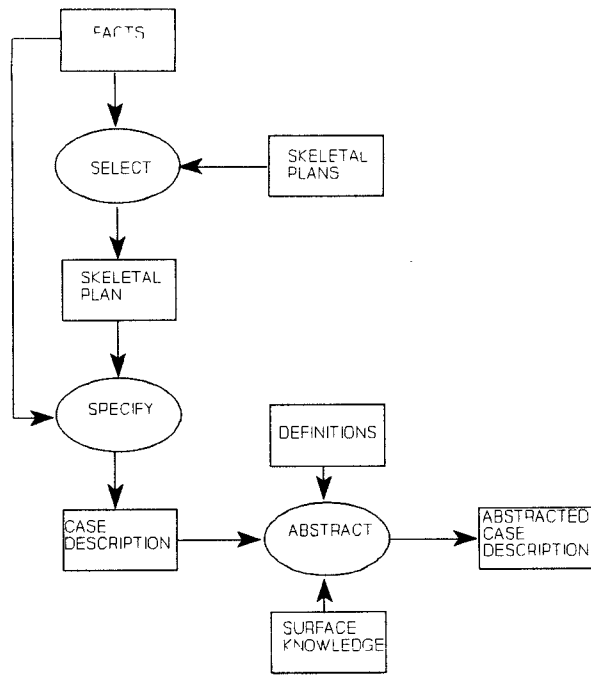 FACTS
SELECT
SKELETAL
PLANS
SKELETAL
PLAN
SPECIFY
DEFINITIONS
CASE
DESCRIPTION
ABSTRACT
ABSTRACTED
CASE
DESCRIPTION
SURFACE
KNOWLEDGE